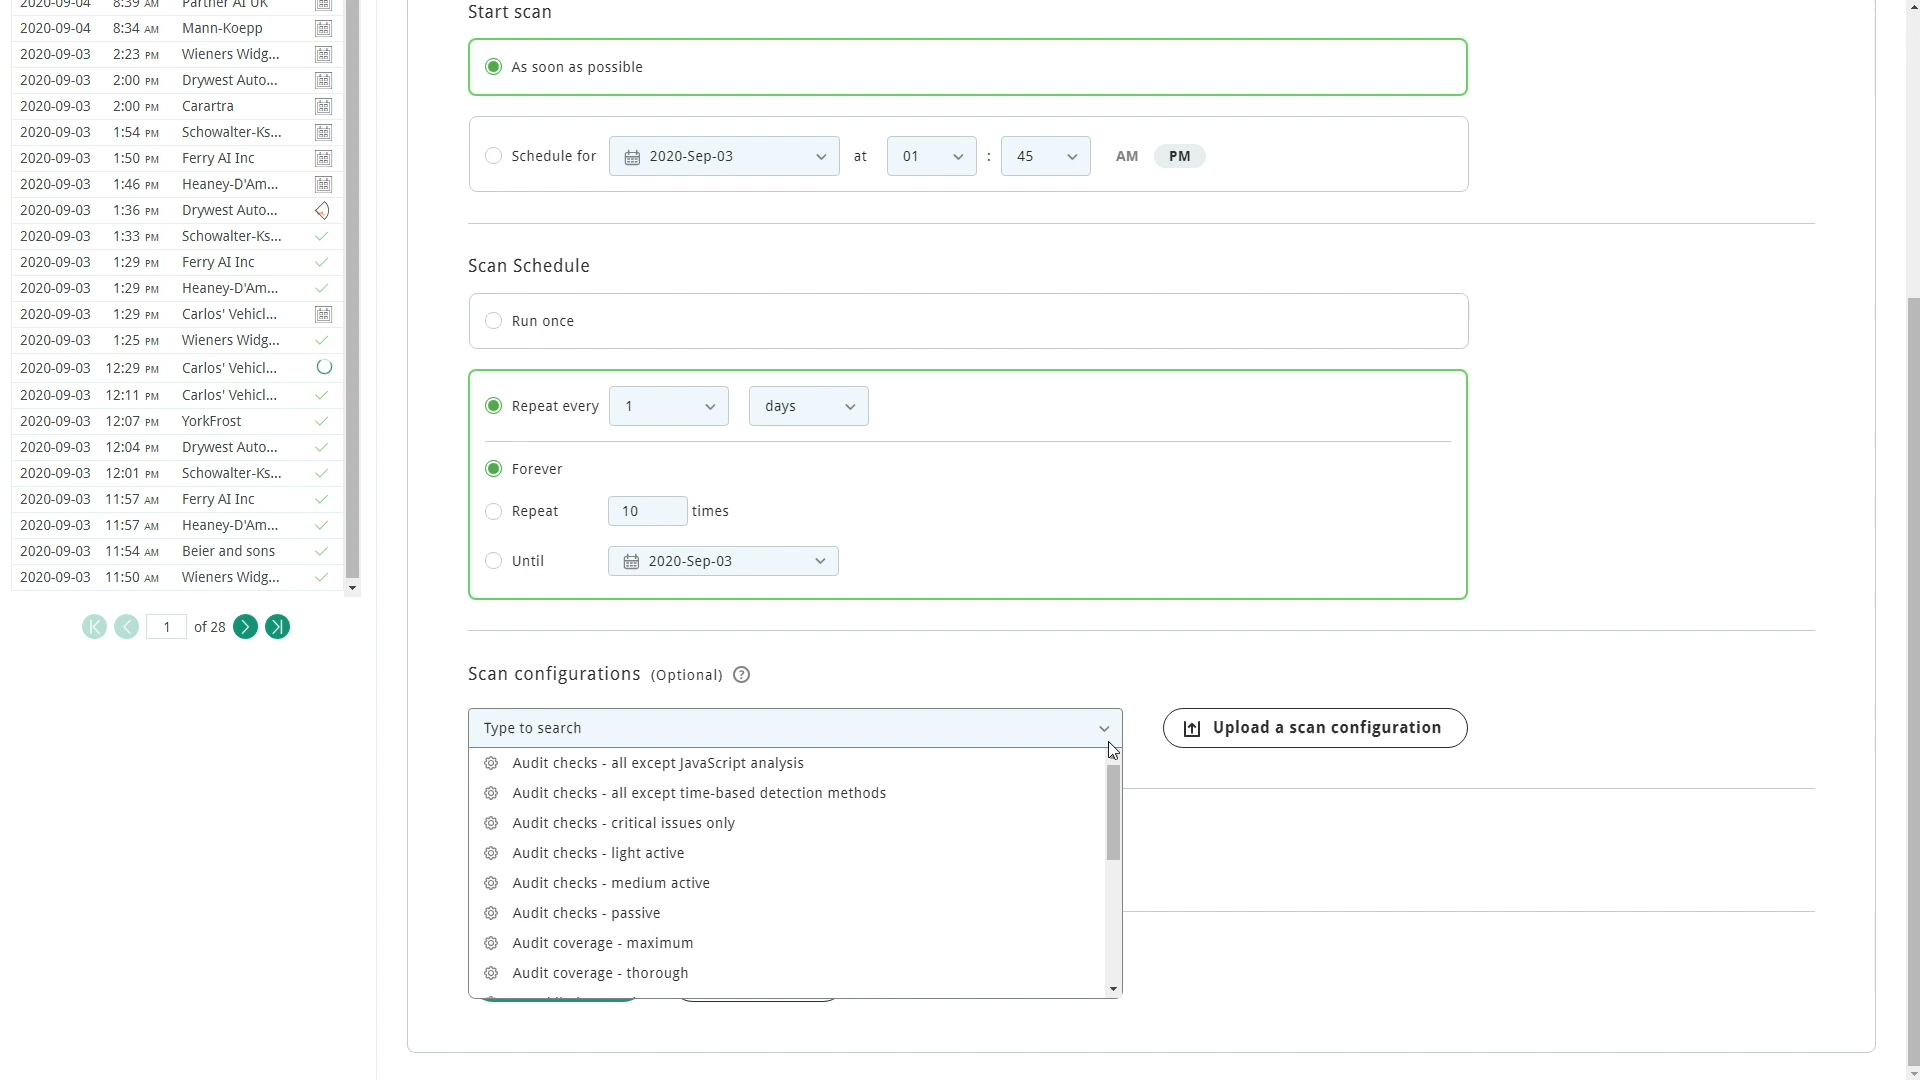 2020-09-04 8:39 AM Partner AI UK
2020-09-04 8:34 AM Mann-Koepp
2020-09-03 2:23 PM Wieners Widg...
2020-09-03 2:00 PM Drywest Auto...
2020-09-03 2:00 PM Carartra
2020-09-03 1:54 PM Schowalter-Ks...
2020-09-03 1:50 PM Ferry AI Inc
2020-09-03 1:46 PM Heaney-D'Am...
2020-09-03 1:36 PM Drywest Auto...
2020-09-03 1:33 PM Schowalter-Ks...
2020-09-03 1:29 PM Ferry AI Inc
2020-09-03 1:29 PM Heaney-D'Am...
2020-09-03 1:29 PM Carlos' Vehicl...
2020-09-03 1:25 PM Wieners Widg...
2020-09-03 12:29 PM Carlos' Vehicl...
2020-09-03 12:11 PM Carlos' Vehicl...
2020-09-03 12:07 PM YorkFrost
2020-09-03 12:04 PM Drywest Auto...
2020-09-03 12:01 PM Schowalter-Ks...
2020-09-03 11:57 AM Ferry AI Inc
2020-09-03 11:57 AM Heaney-D'Am...
2020-09-03 11:54 AM Beier and sons
2020-09-03 11:50 AM Wieners Widg...
1 of 28
Start scan
As soon as possible
Schedule for 2020-Sep-03 at 01 : 45 AM PM
Scan Schedule
Run once
Repeat every 1 days
Forever
Repeat 10 times
Until 2020-Sep-03
Scan configurations (Optional) ?
Type to search
Upload a scan configuration
Audit checks - all except JavaScript analysis
Audit checks - all except time-based detection methods
Audit checks - critical issues only
Audit checks - light active
Audit checks - medium active
Audit checks - passive
Audit coverage - maximum
Audit coverage - thorough